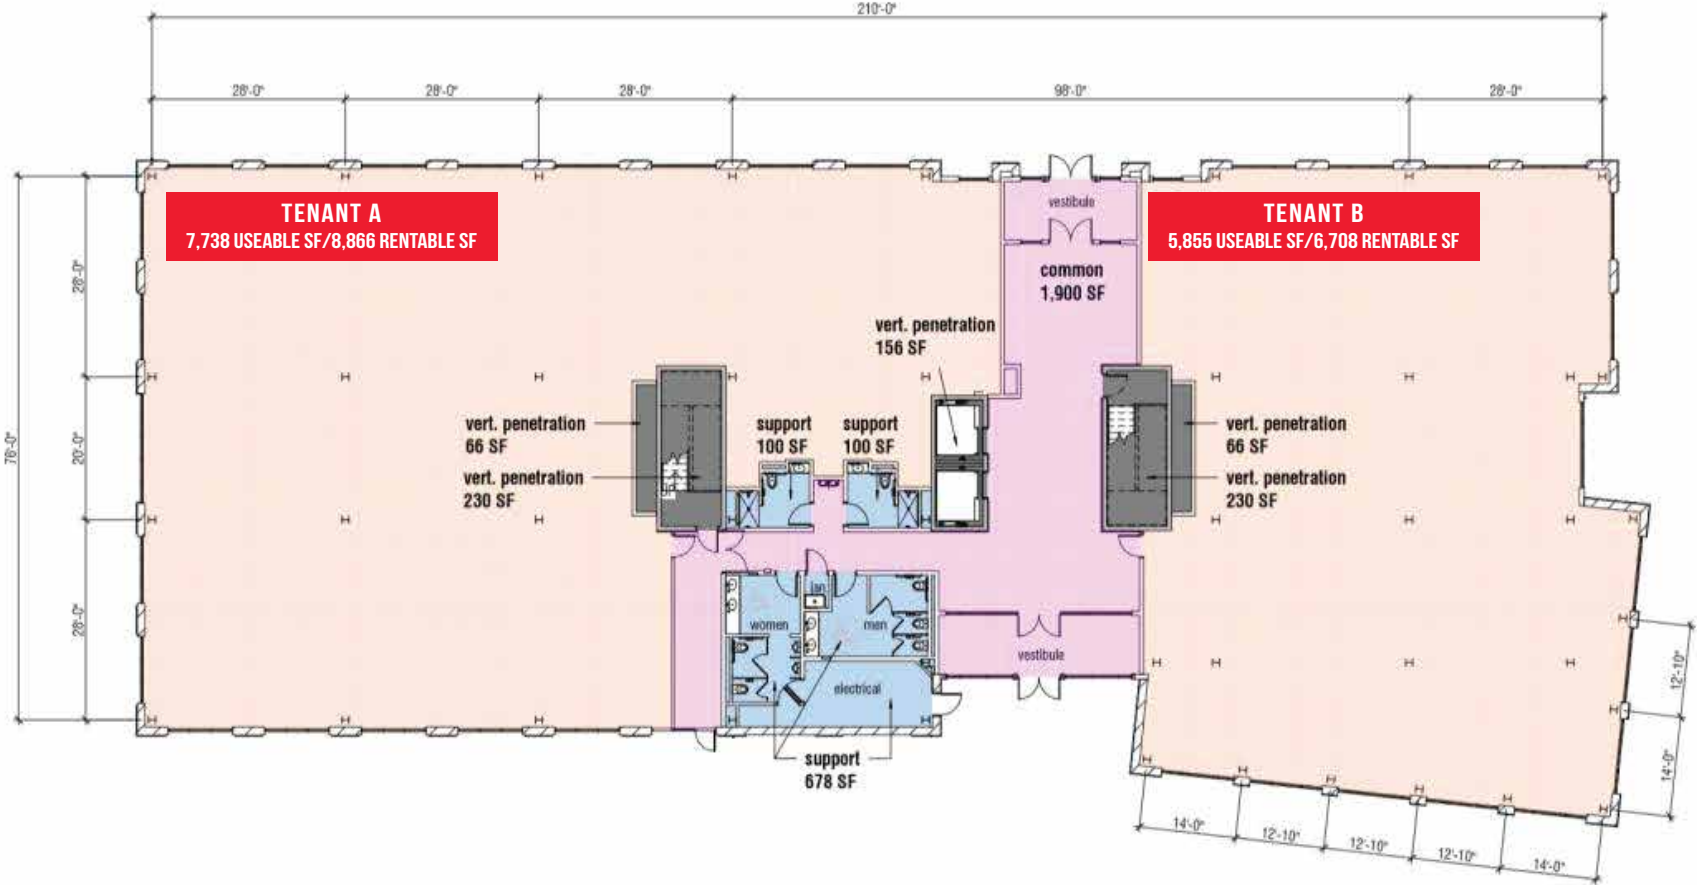 210'-0"
28'-0"
28'-0"
28'-0"
98'-0"
28'-0"
TENANT A
7,738 USEABLE SF/8,866 RENTABLE SF
vestibule
TENANT B
5,855 USEABLE SF/6,708 RENTABLE SF
common
1,900 SF
28'-0"
vert. penetration
156 SF
76'-0"
20'-0"
vert. penetration
66 SF
support
100 SF
support
100 SF
vert. penetration
66 SF
vert. penetration
230 SF
vert. penetration
230 SF
28'-0"
jan
women
men
vestibule
electrical
12'-10"
support
678 SF
14'-0"
14'-0"
12'-10"
12'-10"
12'-10"
14'-0"